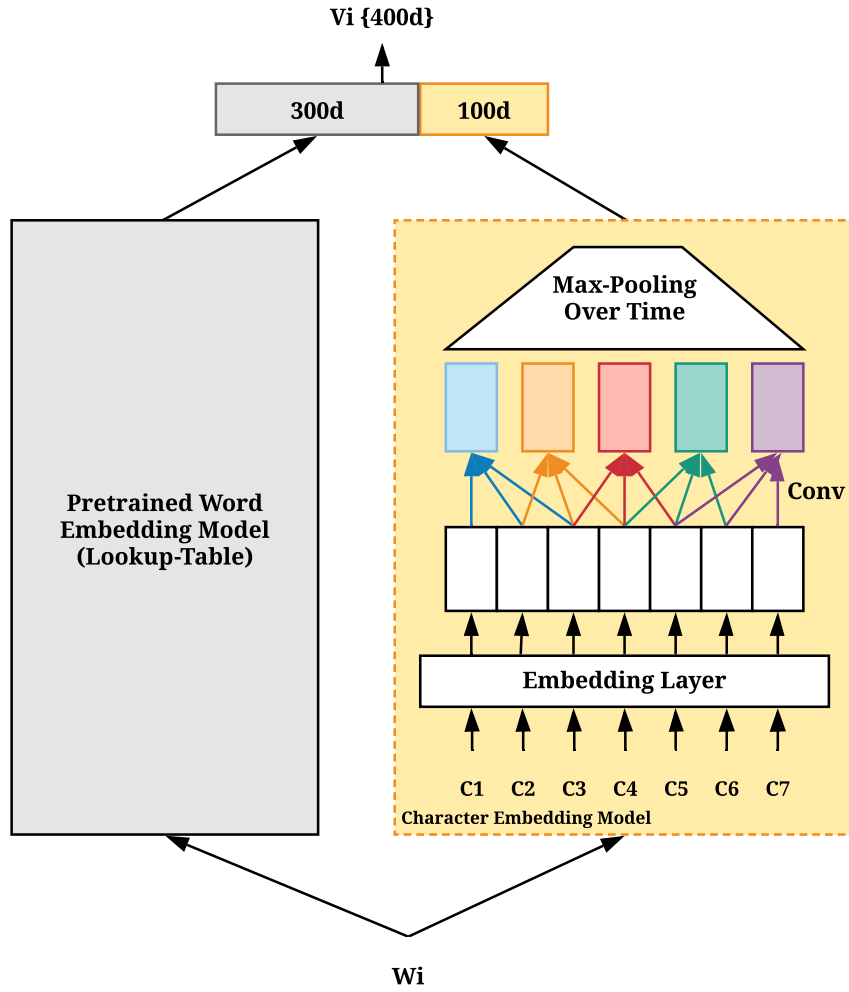 Vi {400d}
300d
100d
Max-Pooling
Over Time
Conv
Pretrained Word
Embedding Model
(Lookup-Table)
Embedding Layer
C1 C2 C3 C4 C5 C6 C7
Character Embedding Model
Wi